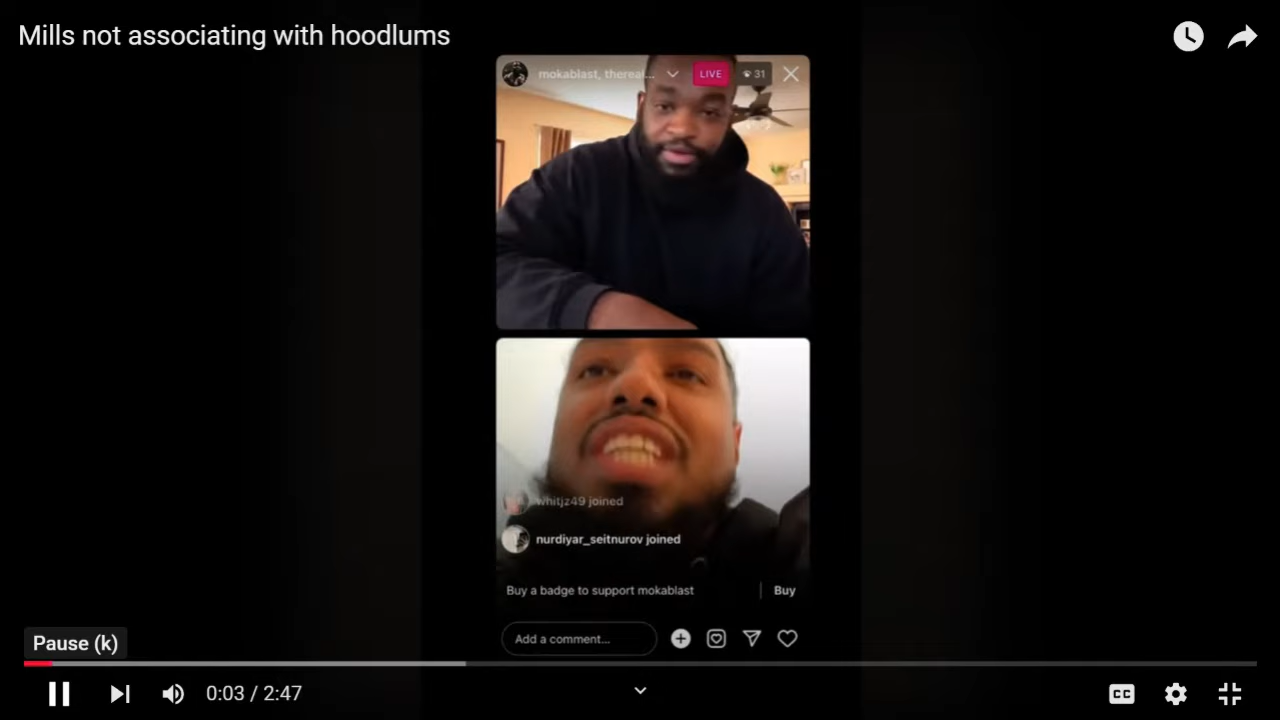 Mills not associating with hoodlums
mokablast, thereal...
LIVE
31
whitjz49 joined
nurdiyar_seitnurov joined
Buy a badge to support mokablast
Buy
Add a comment...
Pause (k)
0:03 / 2:47
CC